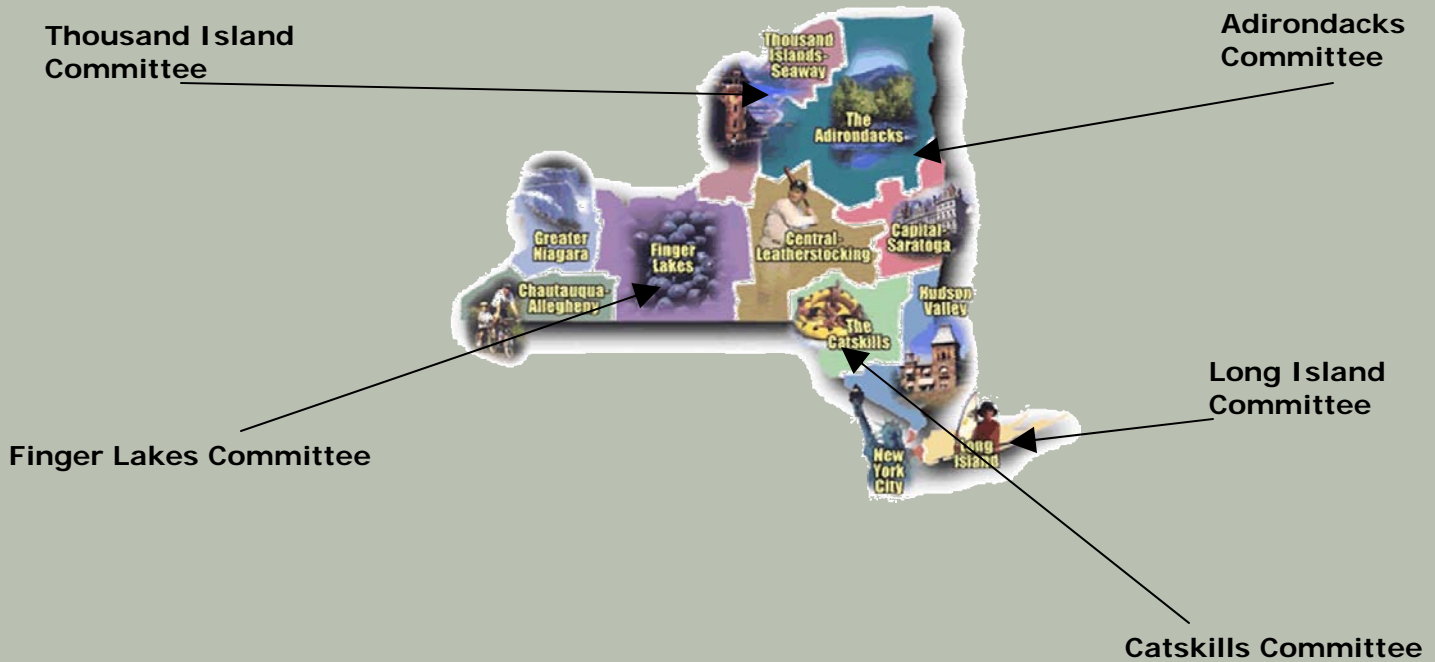 Thousand Island
Committee
Adirondacks
Committee
Thousand
Islands-
Seaway
The
Adirondacks
Greater
Niagara
Finger
Lakes
Central-
Leatherstocking
Capital-
Saratoga
Chautauqua-
Allegheny
Hudson
Valley
The
Catskills
Long Island
Committee
Finger Lakes Committee
New
York
City
Long
Island
Catskills Committee